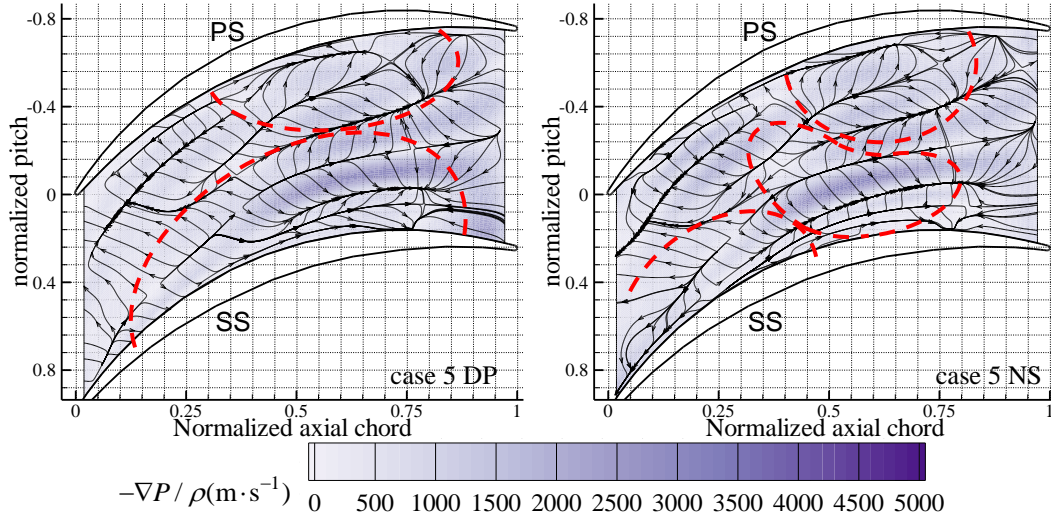 -0.8
-0.4
0
0.4
0.8
normalized pitch
PS
SS
case 5 DP
0 0.25 0.5 0.75 1
Normalized axial chord
-0.8
-0.4
0
0.4
0.8
normalized pitch
PS
SS
case 5 NS
0 0.25 0.5 0.75 1
Normalized axial chord
−∇P / ρ(m·s⁻¹)
0 500 1000 1500 2000 2500 3000 3500 4000 4500 5000